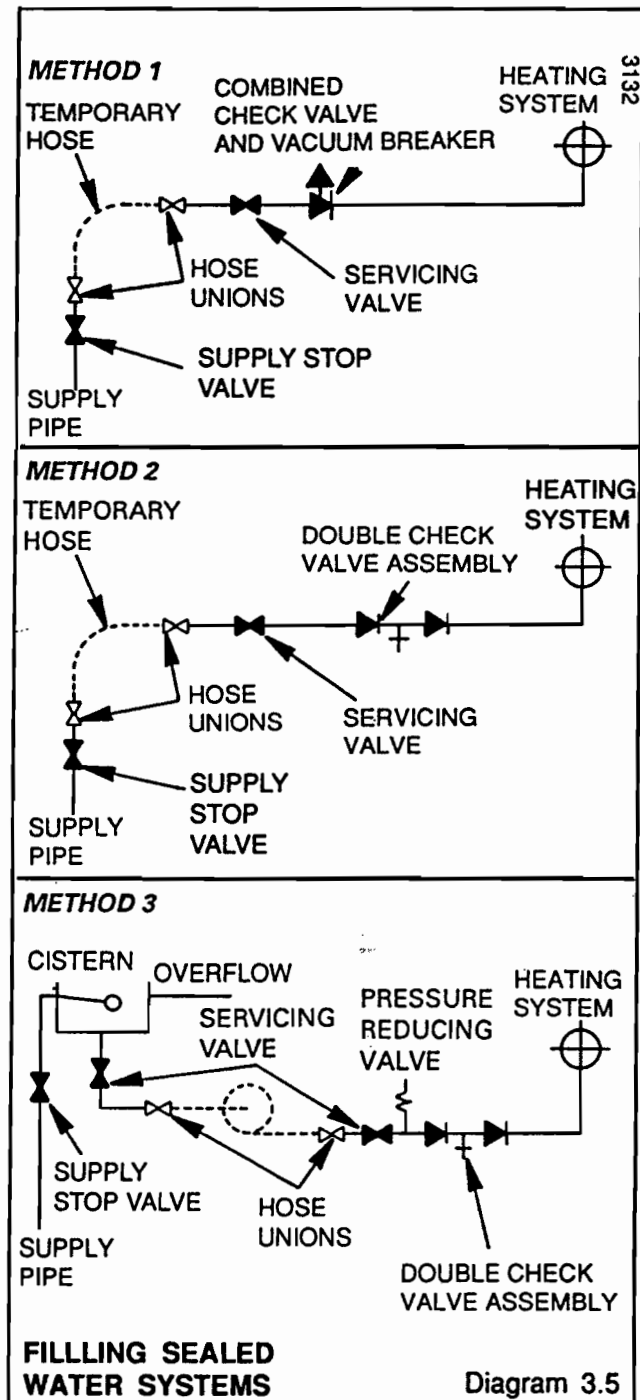 METHOD 1
TEMPORARY
HOSE
COMBINED
CHECK VALVE
AND VACUUM BREAKER
HEATING
SYSTEM
3132
HOSE
UNIONS
SERVICING
VALVE
SUPPLY STOP
VALVE
SUPPLY
PIPE
METHOD 2
TEMPORARY
HOSE
DOUBLE CHECK
VALVE ASSEMBLY
HEATING
SYSTEM
HOSE
UNIONS
SERVICING
VALVE
SUPPLY
STOP
VALVE
SUPPLY
PIPE
METHOD 3
CISTERN
OVERFLOW
SERVICING
VALVE
PRESSURE
REDUCING
VALVE
HEATING
SYSTEM
SUPPLY
STOP VALVE
HOSE
UNIONS
SUPPLY
PIPE
DOUBLE CHECK
VALVE ASSEMBLY
FILLLING SEALED
WATER SYSTEMS
Diagram 3.5